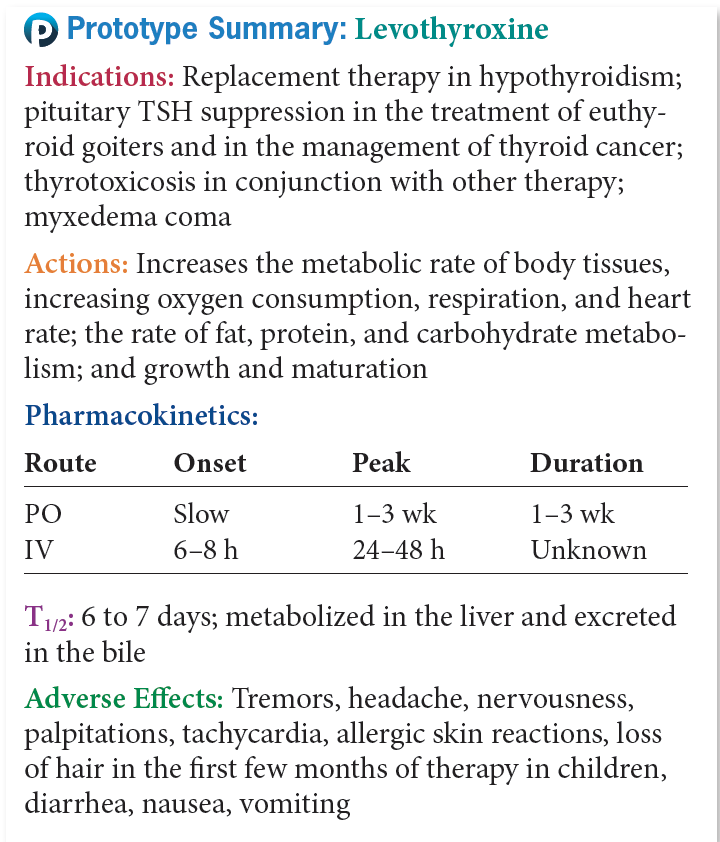 P Prototype Summary: Levothyroxine
Indications: Replacement therapy in hypothyroidism;
pituitary TSH suppression in the treatment of euthy-
roid goiters and in the management of thyroid cancer;
thyrotoxicosis in conjunction with other therapy;
myxedema coma
Actions: Increases the metabolic rate of body tissues,
increasing oxygen consumption, respiration, and heart
rate; the rate of fat, protein, and carbohydrate metabo-
lism; and growth and maturation
Pharmacokinetics:
Route Onset Peak Duration
PO Slow 1–3 wk 1–3 wk
IV 6–8 h 24–48 h Unknown
T1/2: 6 to 7 days; metabolized in the liver and excreted
in the bile
Adverse Effects: Tremors, headache, nervousness,
palpitations, tachycardia, allergic skin reactions, loss
of hair in the first few months of therapy in children,
diarrhea, nausea, vomiting